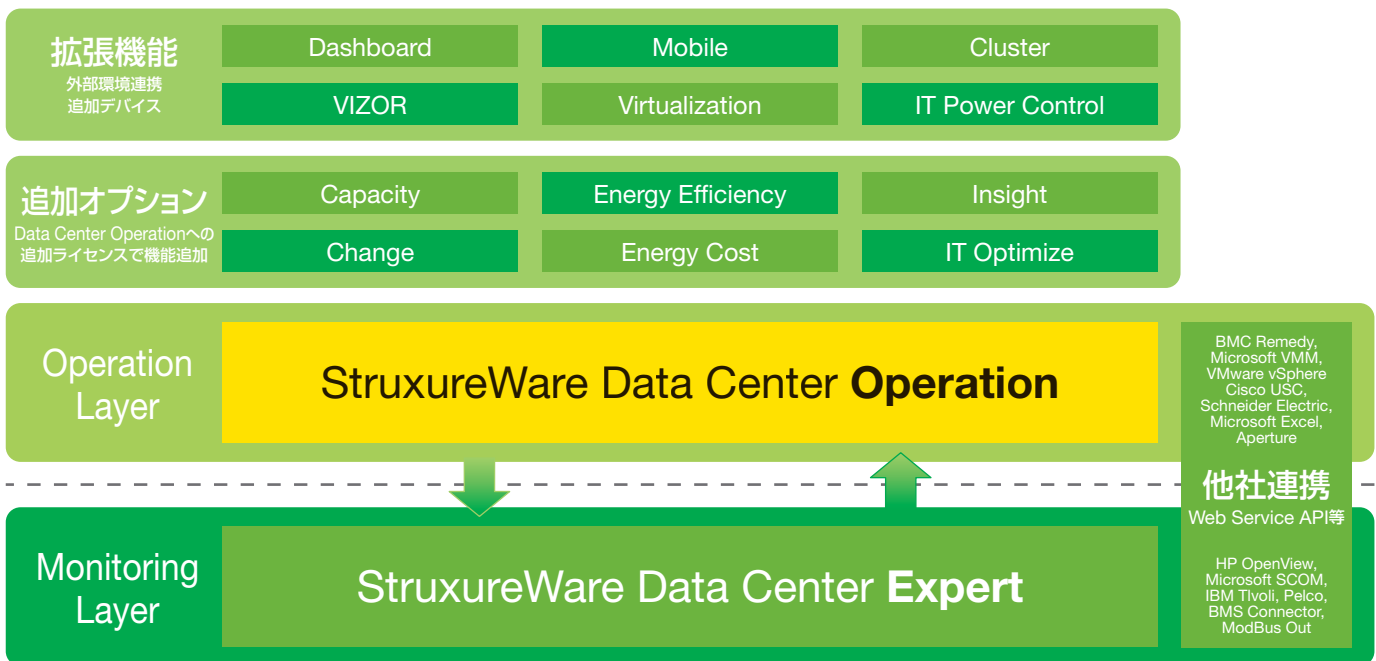 拡張機能
外部環境連携
追加デバイス
Dashboard
Mobile
Cluster
VIZOR
Virtualization
IT Power Control
追加オプション
Data Center Operationへの
追加ライセンスで機能追加
Capacity
Energy Efficiency
Insight
Change
Energy Cost
IT Optimize
Operation
Layer
StruxureWare Data Center Operation
BMC Remedy,
Microsoft VMM,
VMware vSphere
Cisco USC,
Schneider Electric,
Microsoft Excel,
Aperture
他社連携
Web Service API等
Monitoring
Layer
StruxureWare Data Center Expert
HP OpenView,
Microsoft SCOM,
IBM TIvoli, Pelco,
BMS Connector,
ModBus Out